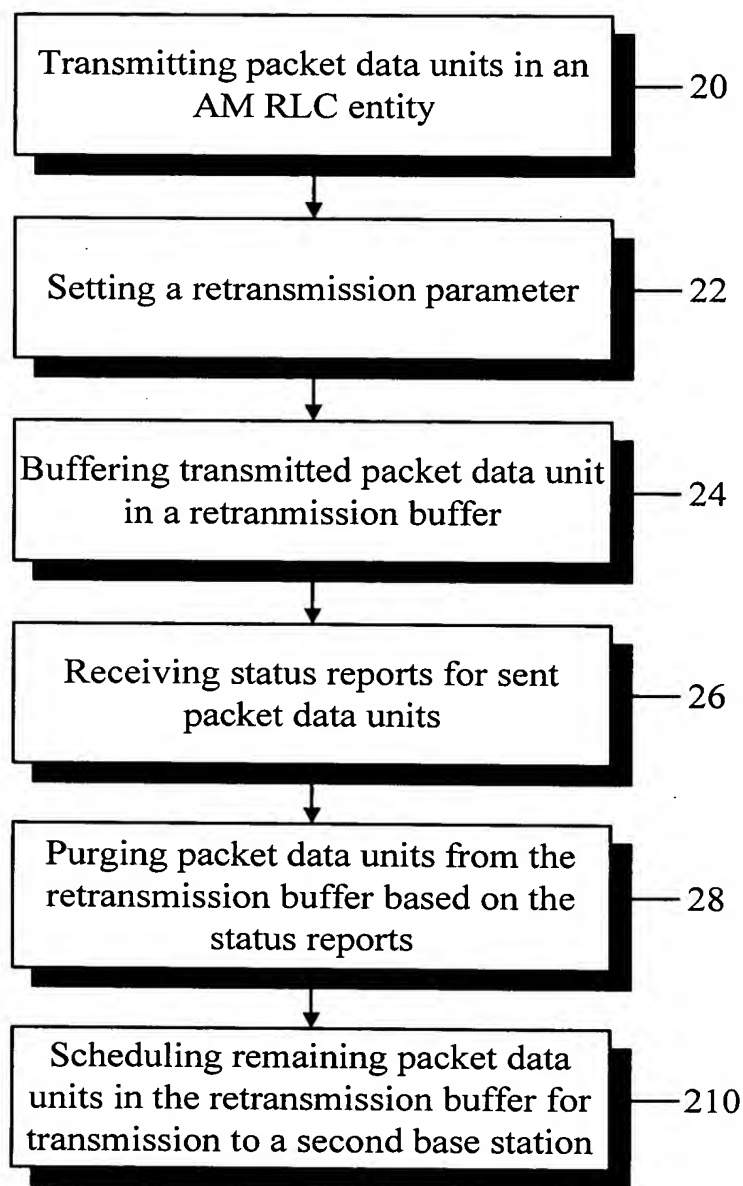 Transmitting packet data units in an
AM RLC entity
20
Setting a retransmission parameter
22
Buffering transmitted packet data unit
in a retranmission buffer
24
Receiving status reports for sent
packet data units
26
Purging packet data units from the
retransmission buffer based on the
status reports
28
Scheduling remaining packet data
units in the retransmission buffer for
transmission to a second base station
210